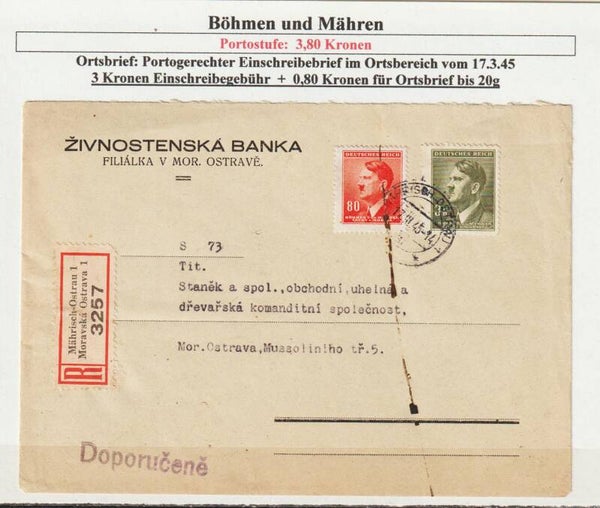 Böhmen und Mähren
Portostufe: 3,80 Kronen
Ortsbrief: Portogerechter Einschreibebrief im Ortsbereich vom 17.3.45
3 Kronen Einschreibegebühr + 0,80 Kronen für Ortsbrief bis 20g
ŽIVNOSTENSKÁ BANKA
FILIÁLKA V MOR. OSTRAVĚ.
DEUTSCHES REICH
80
DEUTSCHES REICH
S 73
Tit.
Staněk a spol.,obchodní,uhelná a
dřevařská komanditní společnost,
Mor.Ostrava,Mussoliniho tř.5.
R
Mährisch-Ostrau 1
Moravská Ostrava 1
3257
Doporučeně